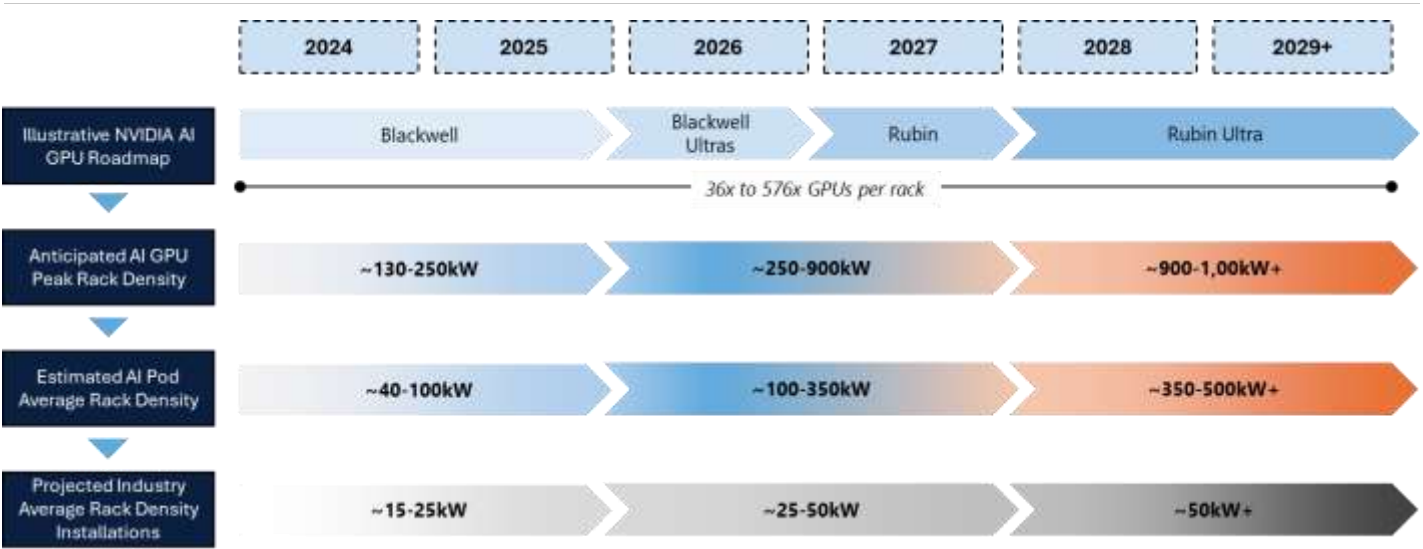 2024
2025
2026
2027
2028
2029+
Illustrative NVIDIA AI
GPU Roadmap
Blackwell
Blackwell
Ultras
Rubin
Rubin Ultra
36x to 576x GPUs per rack
Anticipated AI GPU
Peak Rack Density
~130-250kW
~250-900kW
~900-1,00kW+
Estimated AI Pod
Average Rack Density
~40-100kW
~100-350kW
~350-500kW+
Projected Industry
Average Rack Density
Installations
~15-25kW
~25-50kW
~50kW+